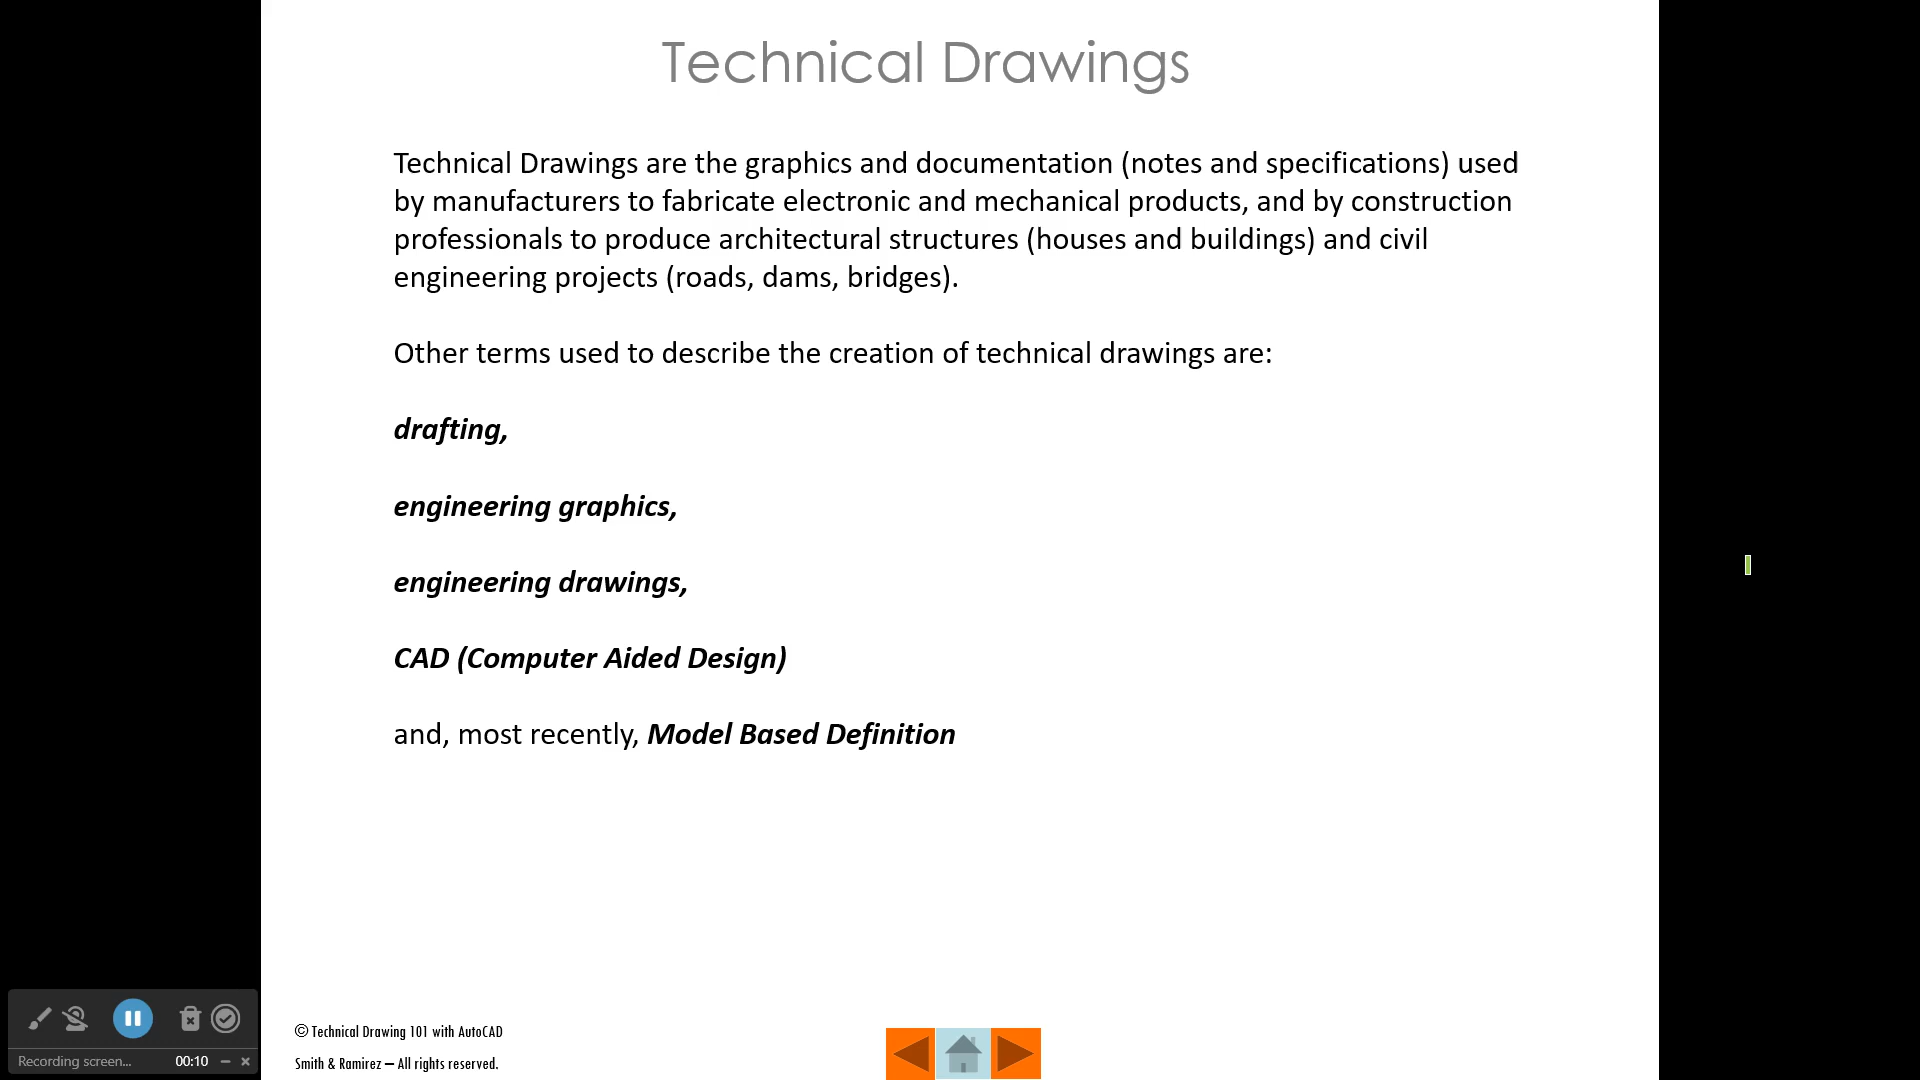 Technical Drawings
Technical Drawings are the graphics and documentation (notes and specifications) used
by manufacturers to fabricate electronic and mechanical products, and by construction
professionals to produce architectural structures (houses and buildings) and civil
engineering projects (roads, dams, bridges).
Other terms used to describe the creation of technical drawings are:
drafting,
engineering graphics,
engineering drawings,
CAD (Computer Aided Design)
and, most recently, Model Based Definition
© Technical Drawing 101 with AutoCAD
Smith & Ramirez – All rights reserved.
Recording screen... 00:10